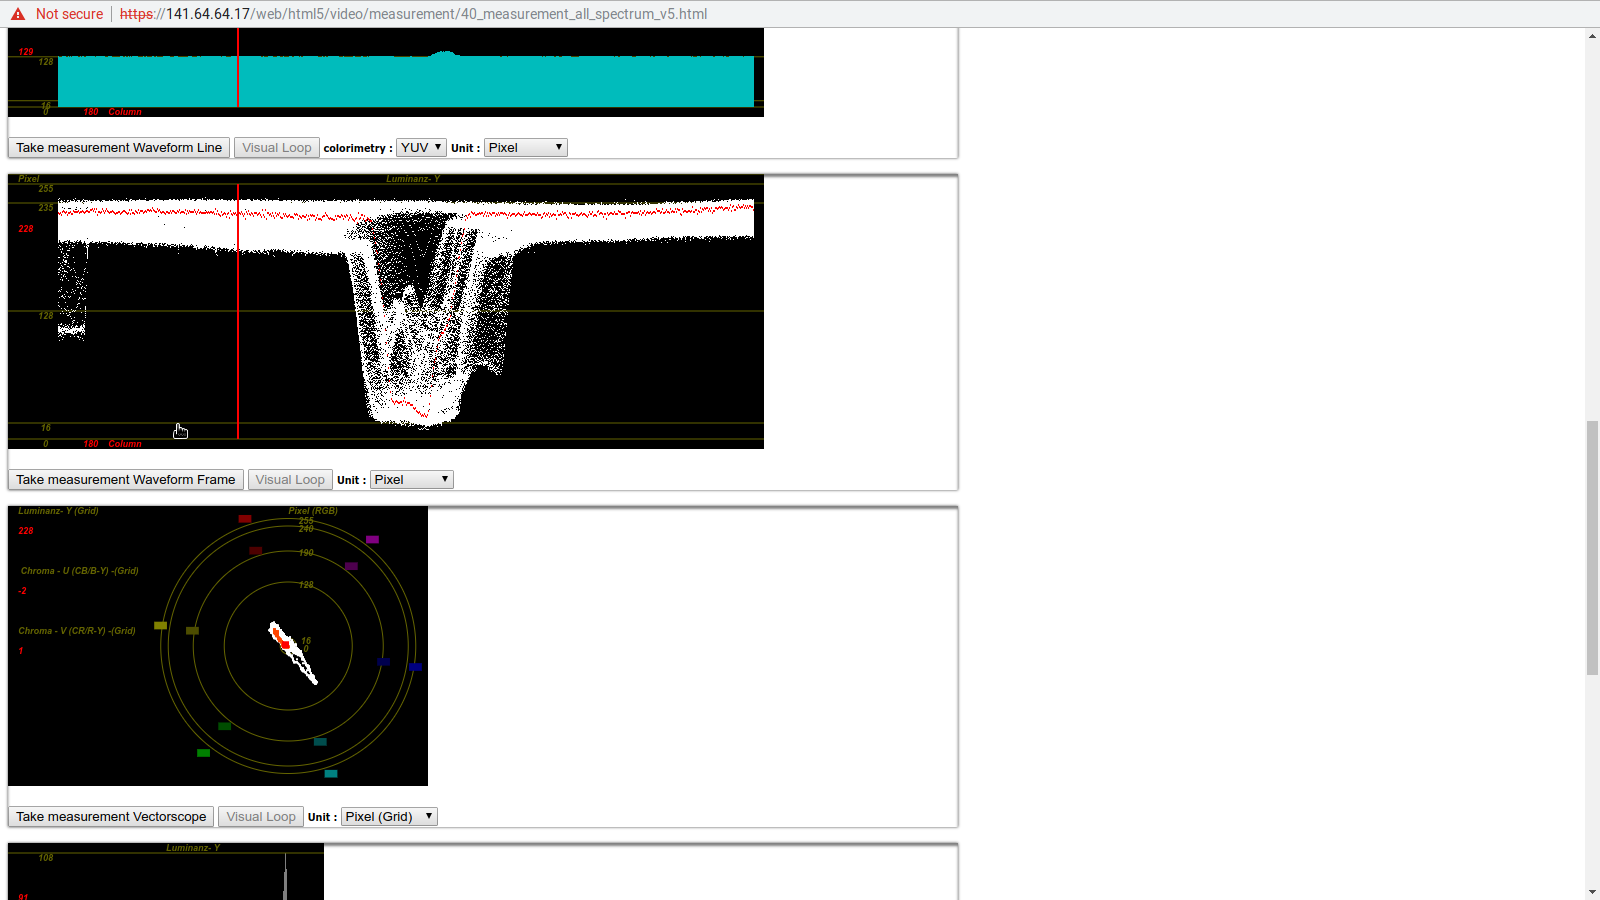 Not secure https://141.64.64.17/web/html5/video/measurement/40_measurement_all_spectrum_v5.html
129
128
16
0 180 Column
Take measurement Waveform Line Visual Loop colorimetry : YUV Unit : Pixel
Pixel Luminanz- Y
255
235
228
128
16
0 180 Column
Take measurement Waveform Frame Visual Loop Unit : Pixel
Luminanz- Y (Grid) Pixel (RGB)
255
240
228
190
Chroma - U (CB/B-Y) -(Grid)
128
-2
Chroma - V (CR/R-Y) -(Grid)
16
0
1
Take measurement Vectorscope Visual Loop Unit : Pixel (Grid)
Luminanz- Y
108
91